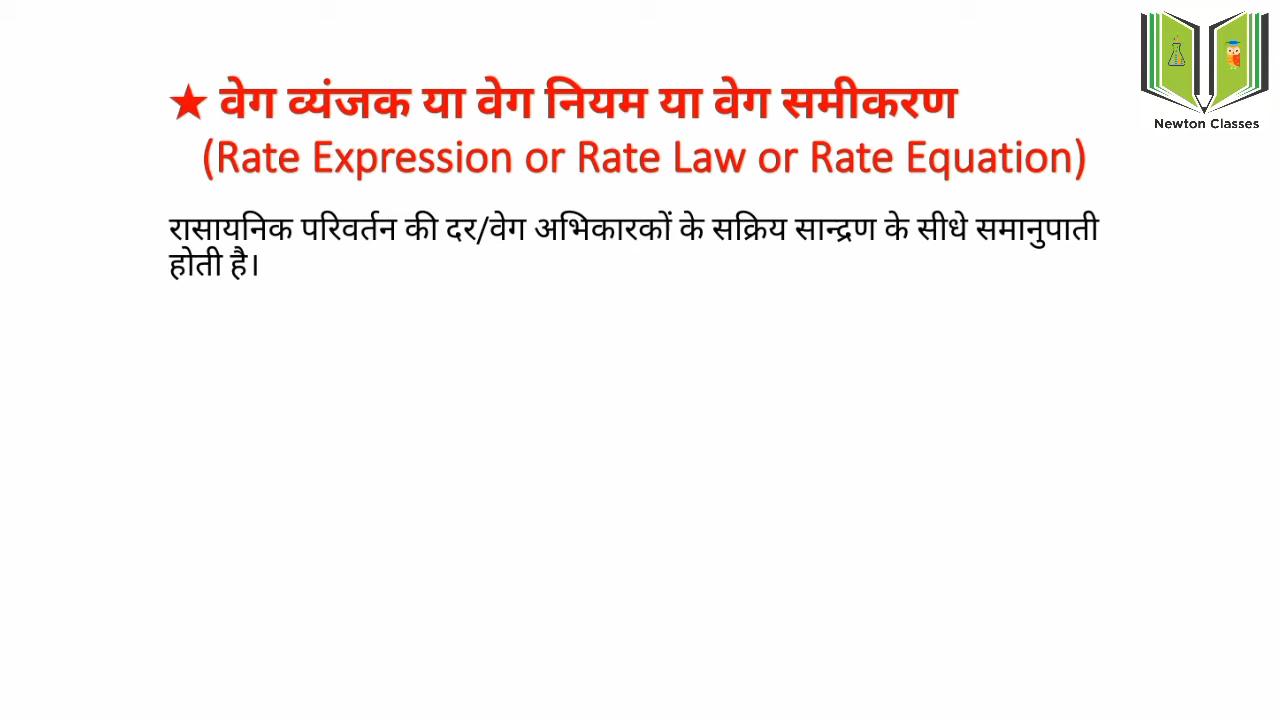 ★ वेग व्यंजक या वेग नियम या वेग समीकरण
(Rate Expression or Rate Law or Rate Equation)
रासायनिक परिवर्तन की दर/वेग अभिकारकों के सक्रिय सान्द्रण के सीधे समानुपाती
होती है।
Newton Classes